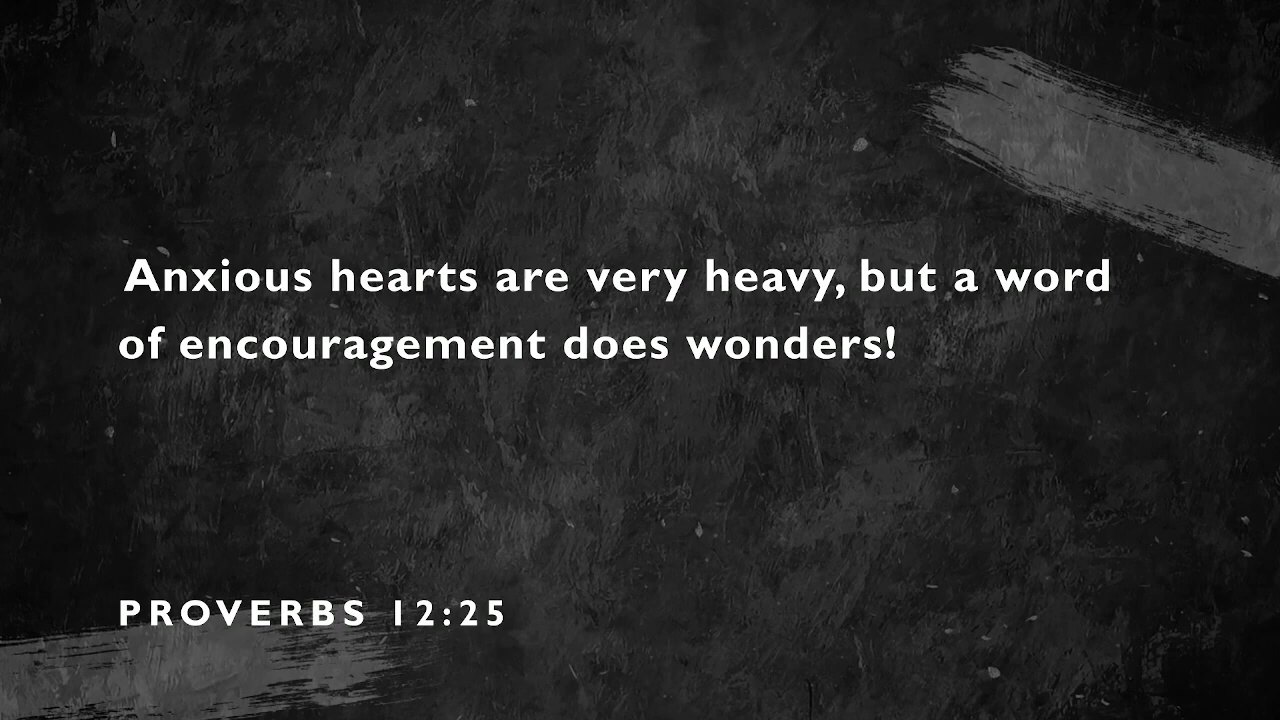 Anxious hearts are very heavy, but a word
of encouragement does wonders!
PROVERBS 12:25